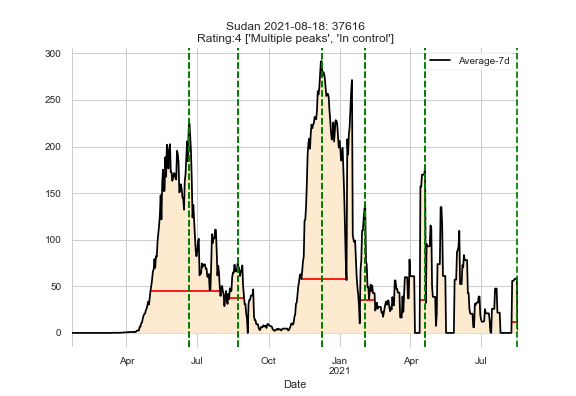 Sudan 2021-08-18: 37616
Rating:4 ['Multiple peaks', 'In control']
Average-7d
300
250
200
150
100
50
0
Apr
Jul
Oct
Jan
2021
Apr
Jul
Date